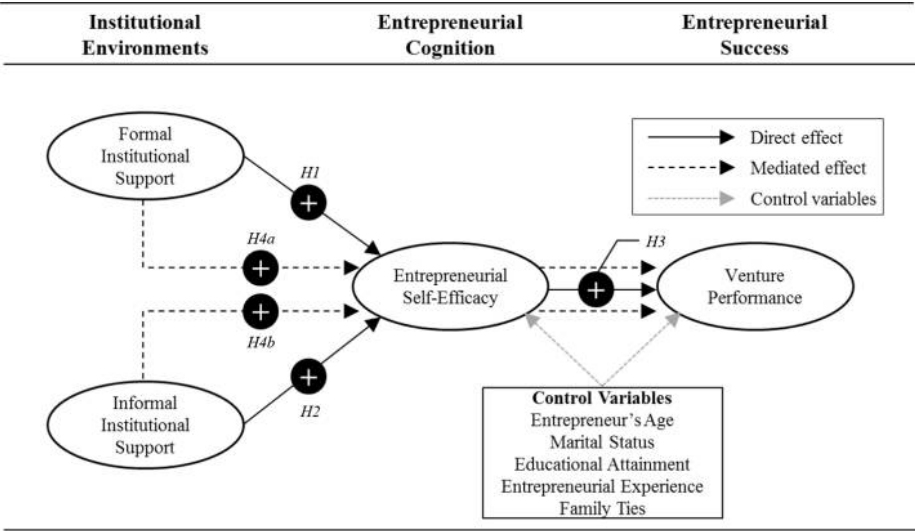 Institutional
Environments
Entrepreneurial
Cognition
Entrepreneurial
Success
Formal
Institutional
Support
H1
Direct effect
Mediated effect
Control variables
H4a
H3
+
+
Entrepreneurial
Self-Efficacy
+
Venture
Performance
+
H4b
+
H2
Informal
Institutional
Support
Control Variables
Entrepreneur's Age
Marital Status
Educational Attainment
Entrepreneurial Experience
Family Ties